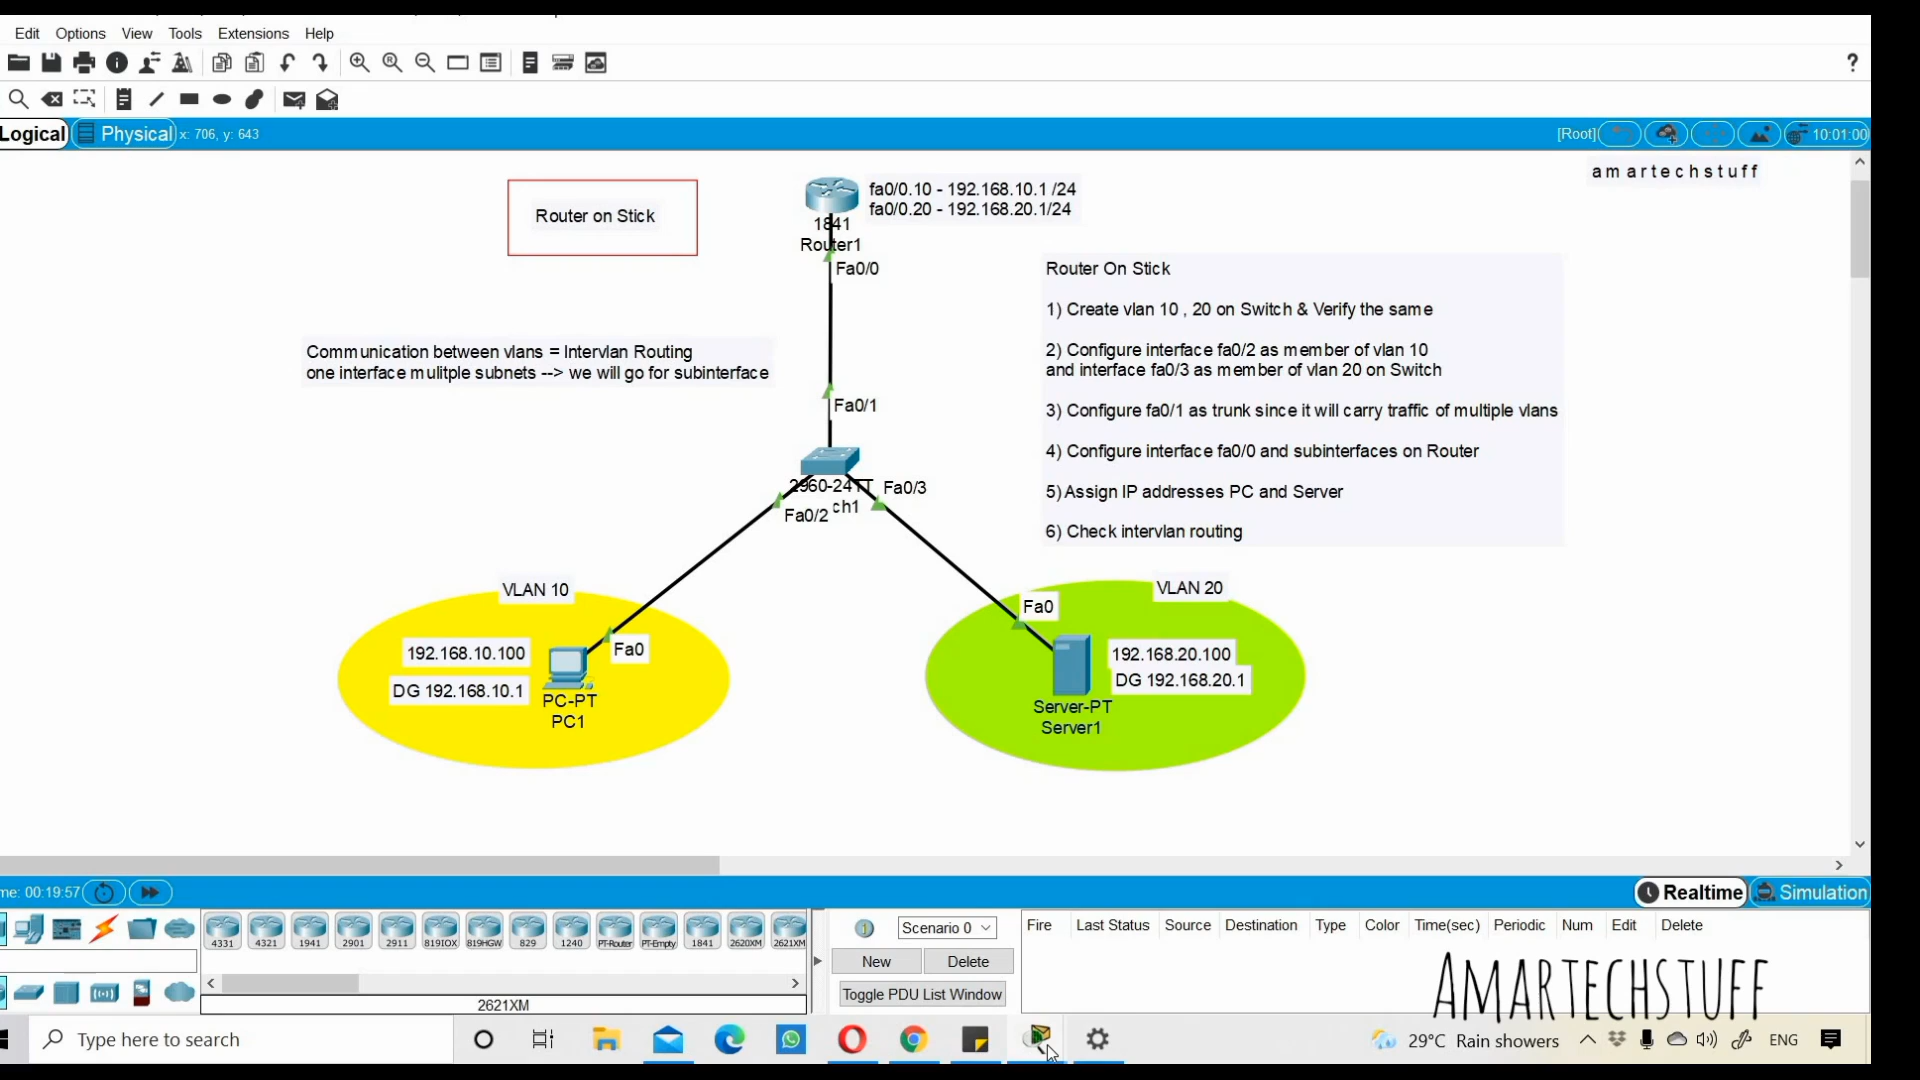 Edit Options View Tools Extensions Help
?
Logical Physical x: 706, y: 643 [Root] 10:01:00
amartechstuff
Router on Stick
fa0/0.10 - 192.168.10.1 /24
fa0/0.20 - 192.168.20.1/24
1841
Router1
Fa0/0
Communication between vlans = Intervlan Routing
one interface mulitple subnets --> we will go for subinterface
Router On Stick
1) Create vlan 10 , 20 on Switch & Verify the same
2) Configure interface fa0/2 as member of vlan 10
and interface fa0/3 as member of vlan 20 on Switch
3) Configure fa0/1 as trunk since it will carry traffic of multiple vlans
4) Configure interface fa0/0 and subinterfaces on Router
5) Assign IP addresses PC and Server
6) Check intervlan routing
Fa0/1
2960-24TT
ch1
Fa0/3
Fa0/2
VLAN 10
192.168.10.100
DG 192.168.10.1
Fa0
PC-PT
PC1
VLAN 20
Fa0
192.168.20.100
DG 192.168.20.1
Server-PT
Server1
me: 00:19:57
Realtime Simulation
4331 4321 1941 2901 2911 819IOX 819HGW 829 1240 PT-Router PT-Empty 1841 2620XM 2621XM
2621XM
Scenario 0
New Delete
Toggle PDU List Window
Fire Last Status Source Destination Type Color Time(sec) Periodic Num Edit Delete
AMARTECHSTUFF
Type here to search
29°C Rain showers ENG